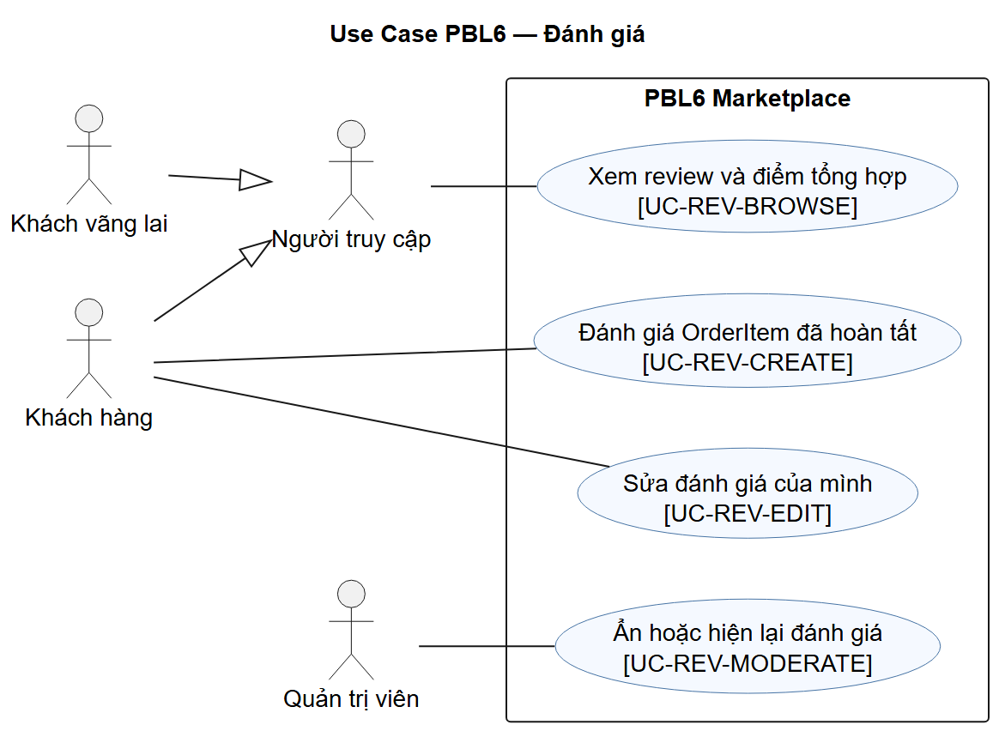 Use Case PBL6 — Đánh giá
PBL6 Marketplace
Khách vãng lai
Người truy cập
Xem review và điểm tổng hợp
[UC-REV-BROWSE]
Khách hàng
Đánh giá OrderItem đã hoàn tất
[UC-REV-CREATE]
Sửa đánh giá của mình
[UC-REV-EDIT]
Quản trị viên
Ẩn hoặc hiện lại đánh giá
[UC-REV-MODERATE]